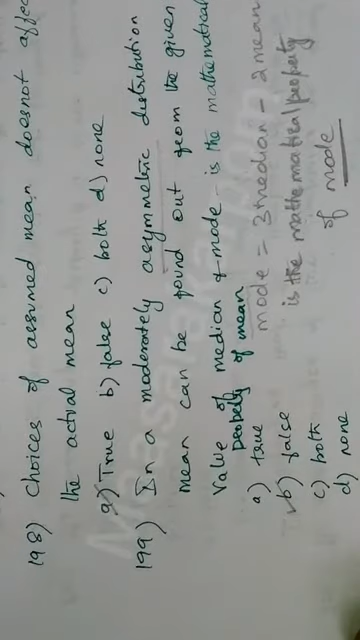 198) Choices of assumed mean doesnot affec
the actual mean
a) True b) false c) both d) none
199) In a moderately asymmetric distribution
mean can be found out from the given
Value of median & mode - is the mathematical
property of mean
a) true
b) false
c) both
d) none
mode = 3 median - 2 mean
is the mathematical property
of mode